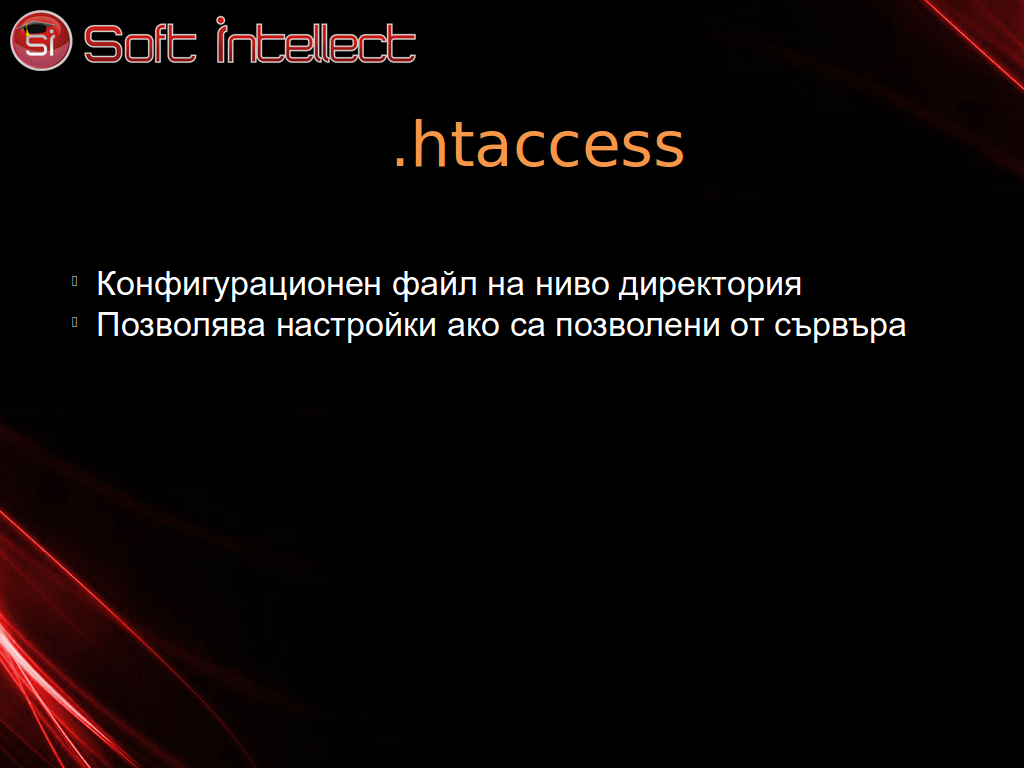 Si Soft Intellect
.htaccess
Конфигурационен файл на ниво директория
Позволява настройки ако са позволени от сървъра